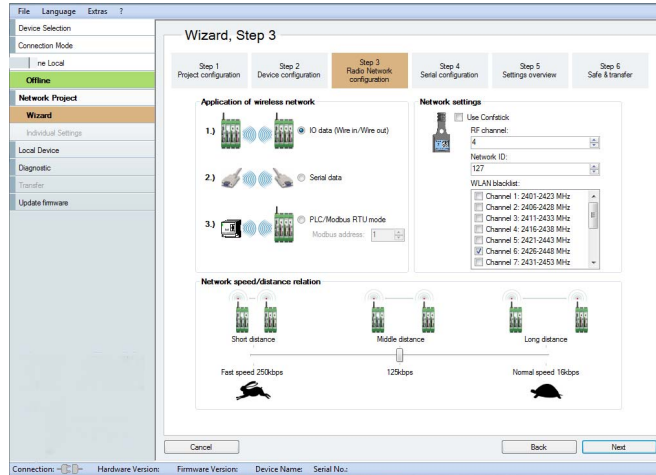 File Language Extras ?
Device Selection
Connection Mode
ne Local
Offline
Network Project
Wizard
Individual Settings
Local Device
Diagnostic
Transfer
Update firmware
Wizard, Step 3
Step 1
Project configuration
Step 2
Device configuration
Step 3
Radio Network
configuration
Step 4
Serial configuration
Step 5
Settings overview
Step 6
Safe & transfer
Application of wireless network
1.) IO data (Wire in/Wire out)
2.) Serial data
3.) PLC/Modbus RTU mode
Modbus address: 1
Network settings
Use Confstick
RF channel:
4
Network ID:
127
WLAN blacklist:
Channel 1: 2401-2423 MHz
Channel 2: 2406-2428 MHz
Channel 3: 2411-2433 MHz
Channel 4: 2416-2438 MHz
Channel 5: 2421-2443 MHz
Channel 6: 2426-2448 MHz
Channel 7: 2431-2453 MHz
Network speed/distance relation
Short distance Middle distance Long distance
Fast speed 250kbps 125kbps Normal speed 16kbps
Cancel Back Next
Connection: Hardware Version: Firmware Version: Device Name: Serial No.: